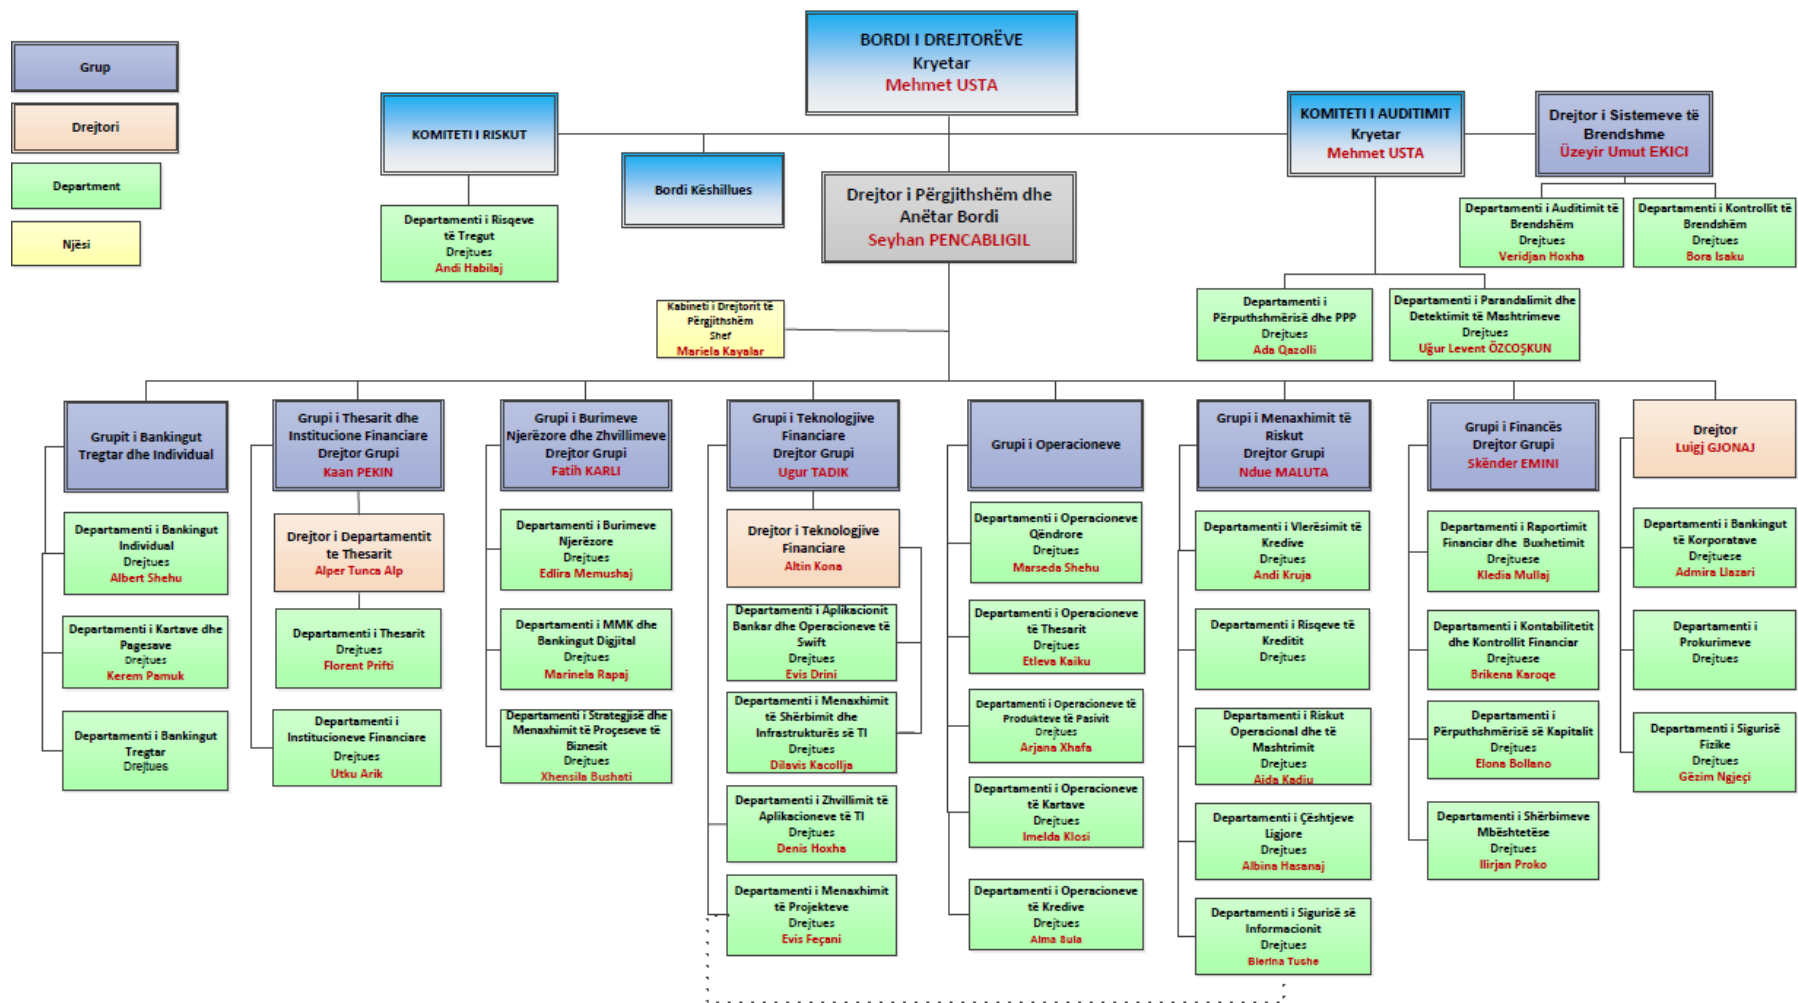 Grup
Drejtori
Department
Njësi
BORDI I DREJTORËVE
Kryetar
Mehmet USTA
KOMITETI I RISKUT
Bordi Këshillues
KOMITETI I AUDITIMIT
Kryetar
Mehmet USTA
Drejtor i Sistemeve të
Brendshme
Üzeyir Umut EKICI
Drejtor i Përgjithshëm dhe
Anëtar Bordi
Seyhan PENCABLIGIL
Departamenti i Risqeve
të Tregut
Drejtues
Andi Habilaj
Departamenti i Auditimit të
Brendshëm
Drejtues
Veridjan Hoxha
Departamenti i Kontrollit të
Brendshëm
Drejtues
Bora Isaku
Kabineti i Drejtorit të
Përgjithshëm
Shef
Mariela Kayalar
Departamenti i
Përputhshmërisë dhe PPP
Drejtues
Ada Qazolli
Departamenti i Parandalimit dhe
Detektimit të Mashtrimeve
Drejtues
Uğur Levent ÖZCOŞKUN
Grupit i Bankingut
Tregtar dhe Individual
Departamenti i Bankingut
Individual
Drejtues
Albert Shehu
Departamenti i Kartave dhe
Pagesave
Drejtues
Kerem Pamuk
Departamenti i Bankingut
Tregtar
Drejtues
Grupi i Thesarit dhe
Institucione Financiare
Drejtor Grupi
Kaan PEKIN
Drejtor i Departamentit
te Thesarit
Alper Tunca Alp
Departamenti i Thesarit
Drejtues
Florent Prifti
Departamenti i
Institucioneve Financiare
Drejtues
Utku Arik
Grupi i Burimeve
Njerëzore dhe Zhvillimeve
Drejtor Grupi
Fatih KARLI
Departamenti i Burimeve
Njerëzore
Drejtues
Edlira Memushaj
Departamenti i MMK dhe
Bankingut Digjital
Drejtues
Marinela Rapaj
Departamenti i Strategjisë dhe
Menaxhimit të Proçeseve të
Biznesit
Drejtues
Xhensila Bushati
Grupi i Teknologjive
Financiare
Drejtor Grupi
Ugur TADIK
Drejtor i Teknologjive
Financiare
Altin Kona
Departamenti i Aplikacionit
Bankar dhe Operacioneve të
Swift
Drejtues
Evis Drini
Departamenti i Menaxhimit
të Shërbimit dhe
Infrastrukturës së TI
Drejtues
Dilavis Kacollja
Departamenti i Zhvillimit të
Aplikacioneve të TI
Drejtues
Denis Hoxha
Departamenti i Menaxhimit
të Projekteve
Drejtues
Evis Feçani
Grupi i Operacioneve
Departamenti i Operacioneve
Qëndrore
Drejtues
Marseda Shehu
Departamenti i Operacioneve
të Thesarit
Drejtues
Etleva Kaiku
Departamenti i Operacioneve të
Produkteve të Pasivit
Drejtues
Arjana Xhafa
Departamenti i Operacioneve
të Kartave
Drejtues
Imelda Klosi
Departamenti i Operacioneve
të Kredive
Drejtues
Alma Sula
Grupi i Menaxhimit të
Riskut
Drejtor Grupi
Ndue MALUTA
Departamenti i Vlerësimit të
Kredive
Drejtues
Andi Kruja
Departamenti i Risqeve të
Kreditit
Drejtues
Departamenti i Riskut
Operacional dhe të
Mashtrimit
Drejtues
Aida Kadiu
Departamenti i Çështjeve
Ligjore
Drejtues
Albina Hasanaj
Departamenti i Sigurisë së
Informacionit
Drejtues
Blerina Tushe
Grupi i Financës
Drejtor Grupi
Skënder EMINI
Departamenti i Raportimit
Financiar dhe Buxhetimit
Drejtuese
Kledia Mullaj
Departamenti i Kontabilitetit
dhe Kontrollit Financiar
Drejtuese
Brikena Karoqe
Departamenti i
Përputhshmërisë së Kapitalit
Drejtues
Elona Bollano
Departamenti i Shërbimeve
Mbështetëse
Drejtues
Ilirjan Proko
Drejtor
Luigj GJONAJ
Departamenti i Bankingut
të Korporatave
Drejtuese
Admira Llazari
Departamenti i
Prokurimeve
Drejtues
Departamenti i Sigurisë
Fizike
Drejtues
Gëzim Ngjeçi